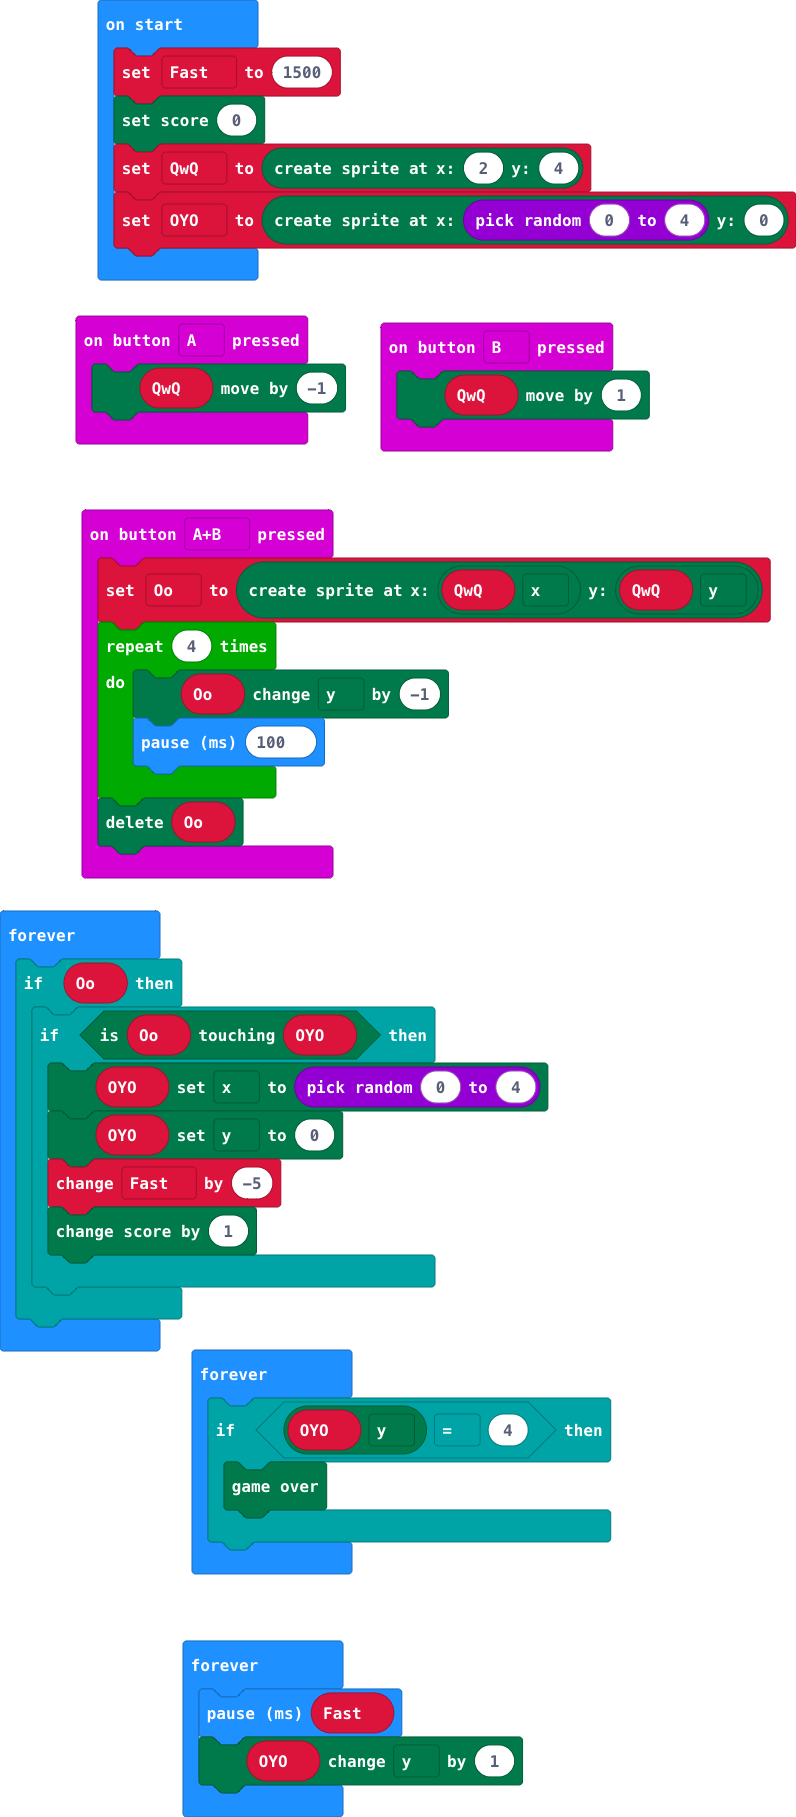 on start
set Fast to 1500
set score 0
set QwQ to create sprite at x: 2 y: 4
set OYO to create sprite at x: pick random 0 to 4 y: 0
on button A pressed
QwQ move by -1
on button B pressed
QwQ move by 1
on button A+B pressed
set Oo to create sprite at x: QwQ x y: QwQ y
repeat 4 times
do Oo change y by -1
pause (ms) 100
delete Oo
forever
if Oo then
if is Oo touching OYO then
OYO set x to pick random 0 to 4
OYO set y to 0
change Fast by -5
change score by 1
forever
if OYO y = 4 then
game over
forever
pause (ms) Fast
OYO change y by 1